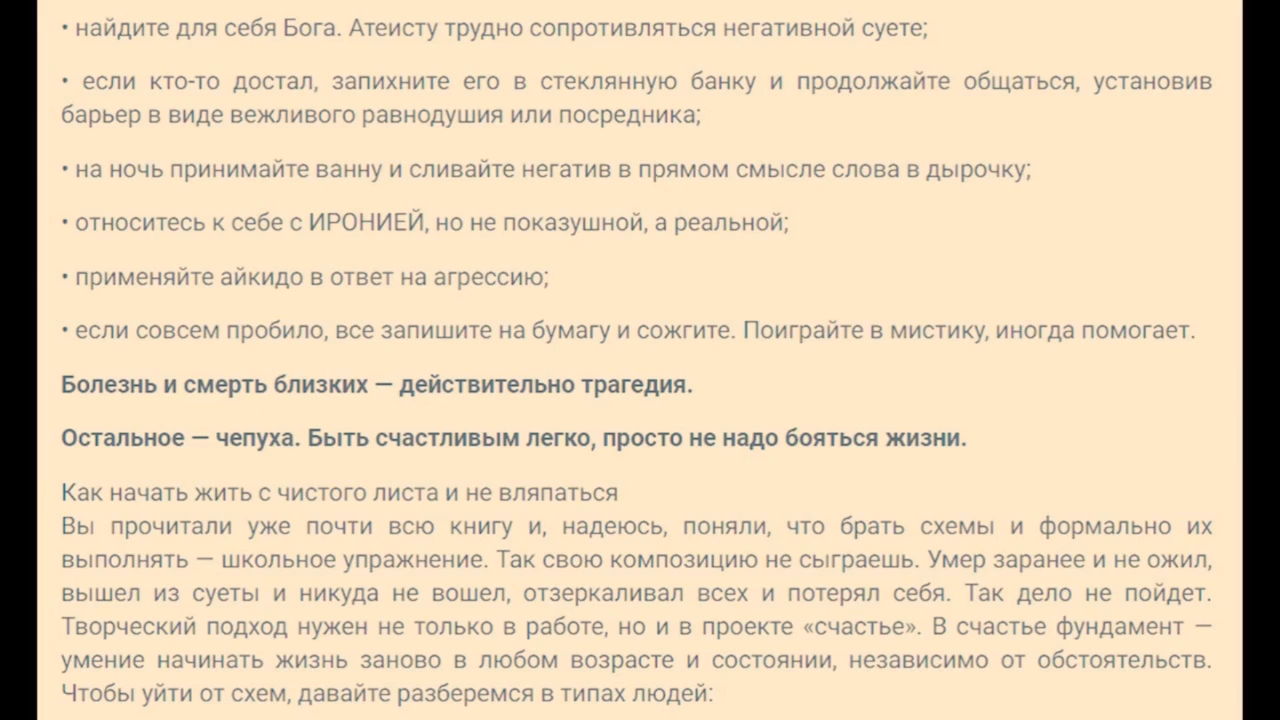 • найдите для себя Бога. Атеисту трудно сопротивляться негативной суете;
• если кто-то достал, запихните его в стеклянную банку и продолжайте общаться, установив
барьер в виде вежливого равнодушия или посредника;
• на ночь принимайте ванну и сливайте негатив в прямом смысле слова в дырочку;
• относитесь к себе с ИРОНИЕЙ, но не показушной, а реальной;
• применяйте айкидо в ответ на агрессию;
• если совсем пробило, все запишите на бумагу и сожгите. Поиграйте в мистику, иногда помогает.
Болезнь и смерть близких — действительно трагедия.
Остальное — чепуха. Быть счастливым легко, просто не надо бояться жизни.
Как начать жить с чистого листа и не вляпаться
Вы прочитали уже почти всю книгу и, надеюсь, поняли, что брать схемы и формально их
выполнять — школьное упражнение. Так свою композицию не сыграешь. Умер заранее и не ожил,
вышел из суеты и никуда не вошел, отзеркаливал всех и потерял себя. Так дело не пойдет.
Творческий подход нужен не только в работе, но и в проекте «счастье». В счастье фундамент —
умение начинать жизнь заново в любом возрасте и состоянии, независимо от обстоятельств.
Чтобы уйти от схем, давайте разберемся в типах людей: